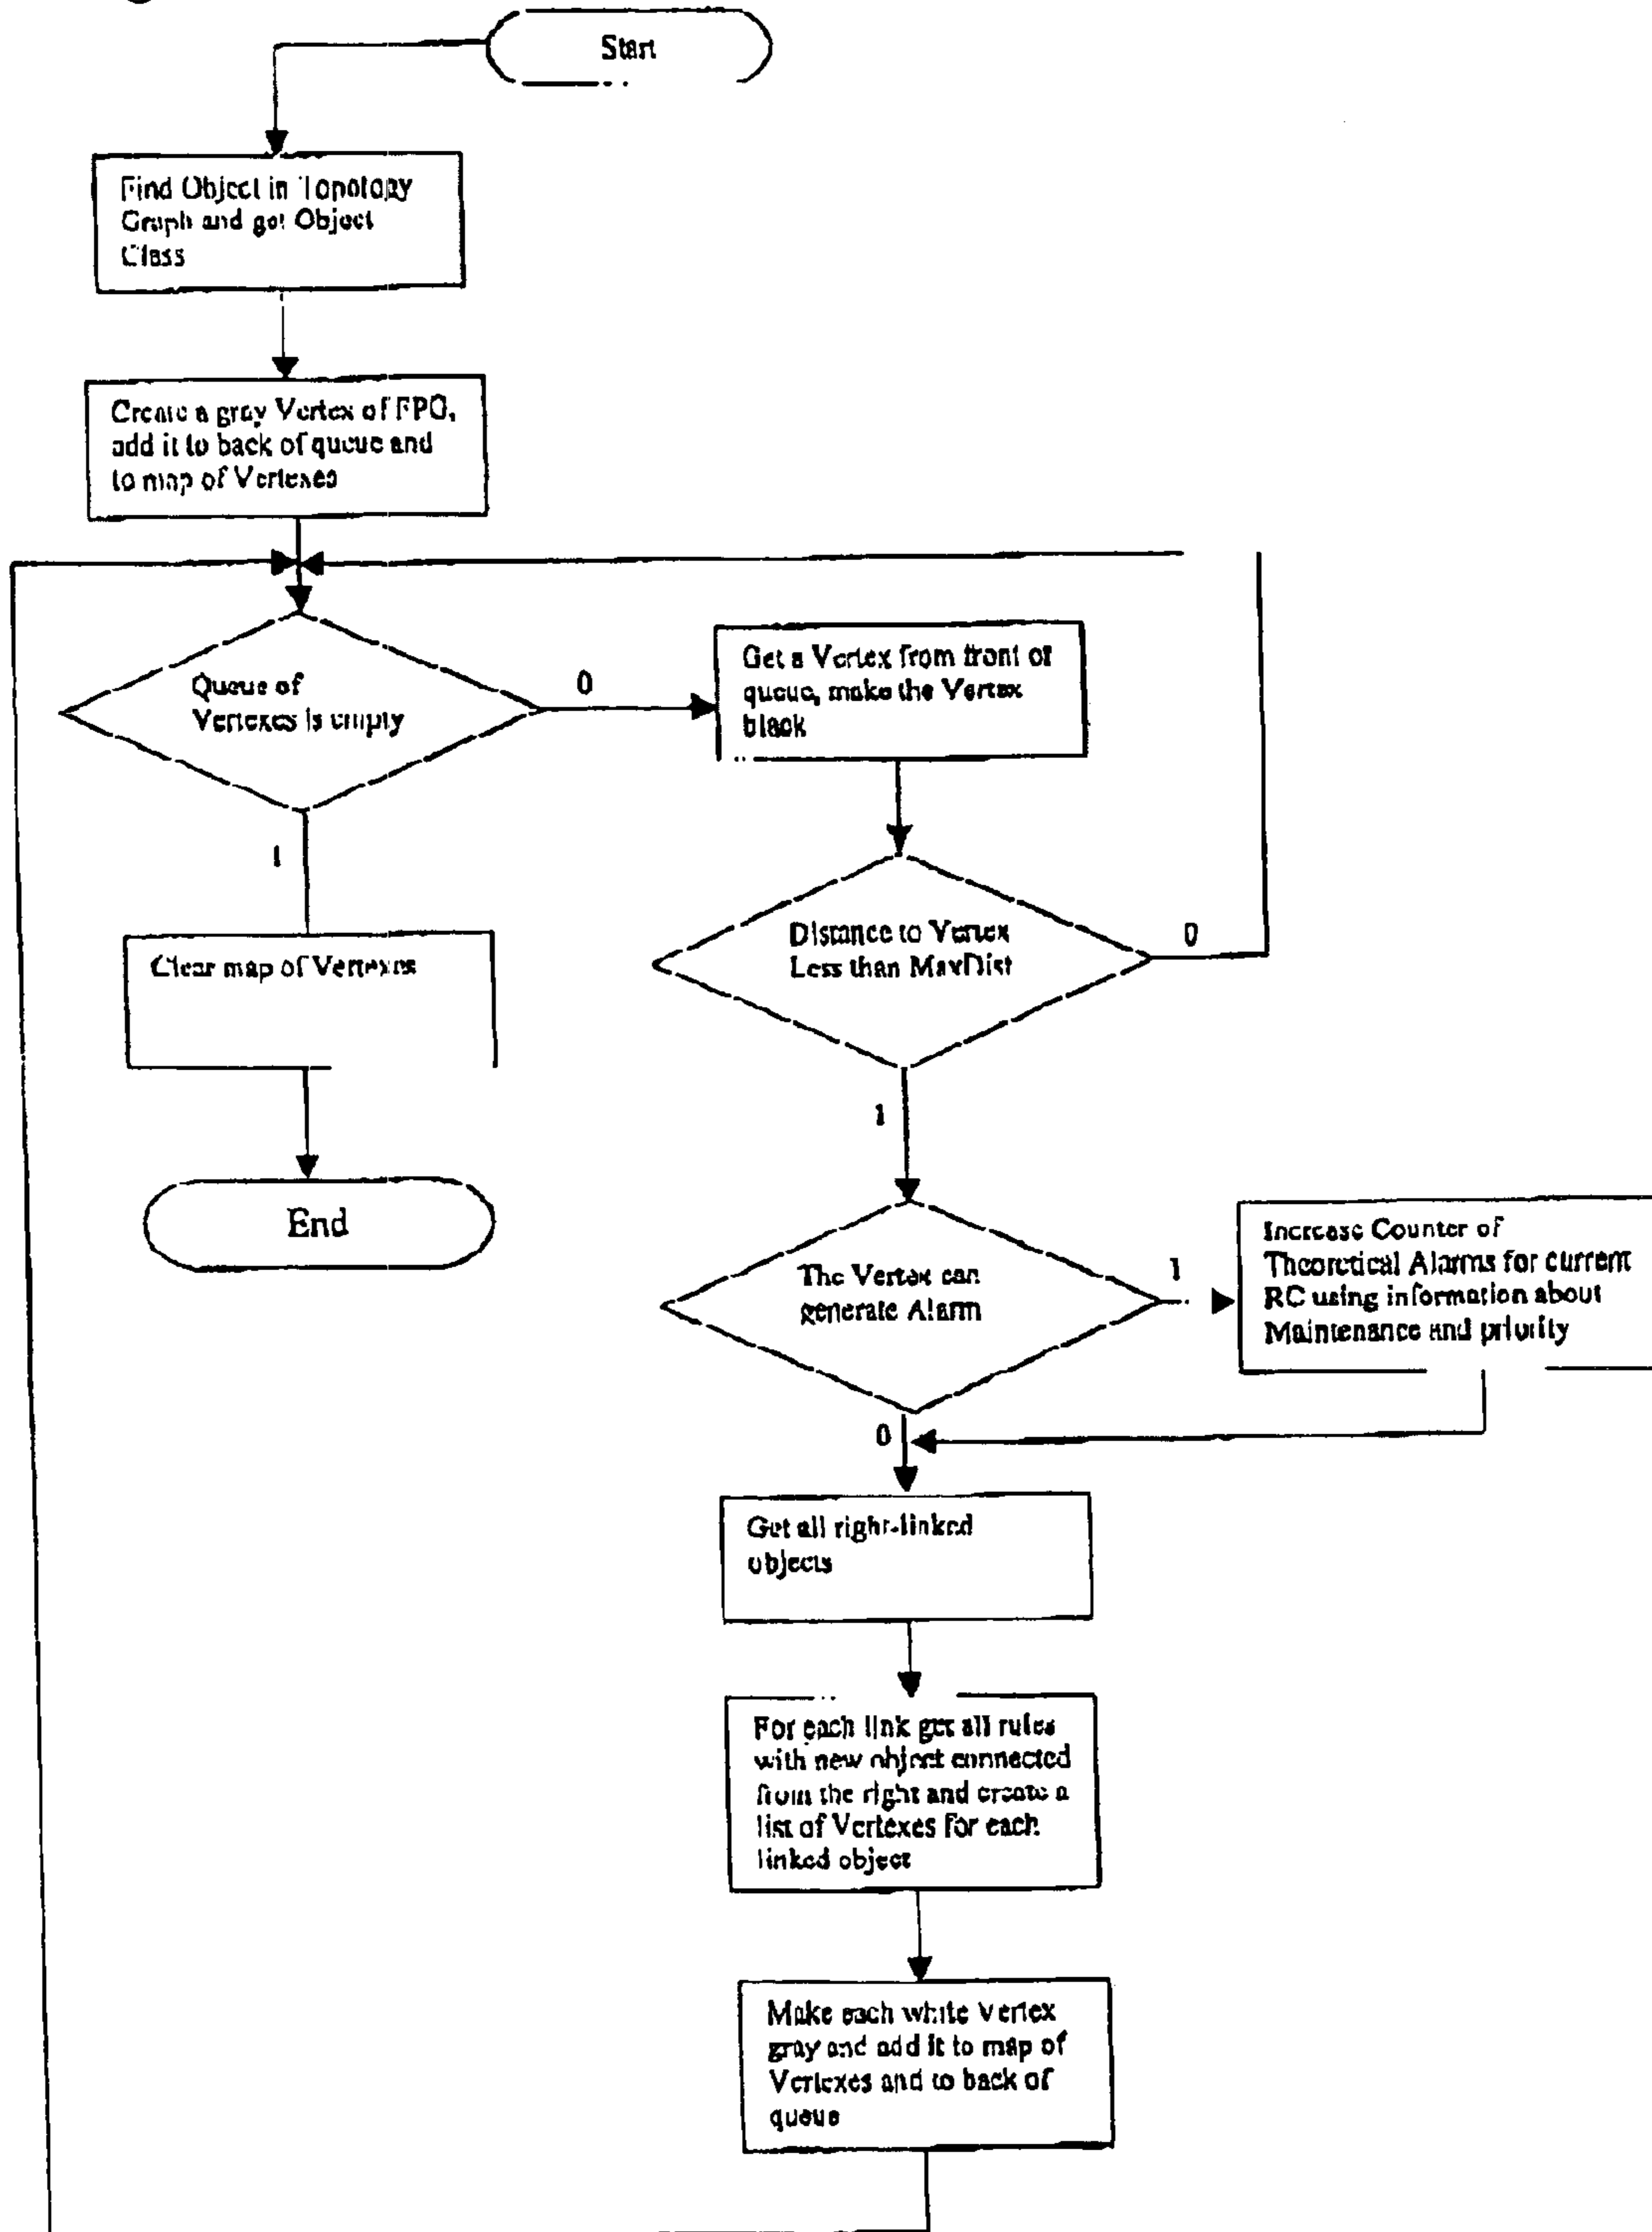 Start
Find Object in Topology
Graph and get Object
Class
Create a gray Vertex of FPO,
add it to back of queue and
to map of Vertexes
Queue of
Vertexes is empty
0
Get a Vertex from front of
queue, make the Vertex
black
1
Distance to Vertex
Less than MaxDist
0
Clear map of Vertexes
1
End
The Vertex can
generate Alarm
1
Increase Counter of
Theoretical Alarms for current
RC using information about
Maintenance and priority
0
Get all right-linked
objects
For each link get all rules
with new object connected
from the right and create a
list of Vertexes for each
linked object
Make each white Vertex
gray and add it to map of
Vertexes and to back of
queue